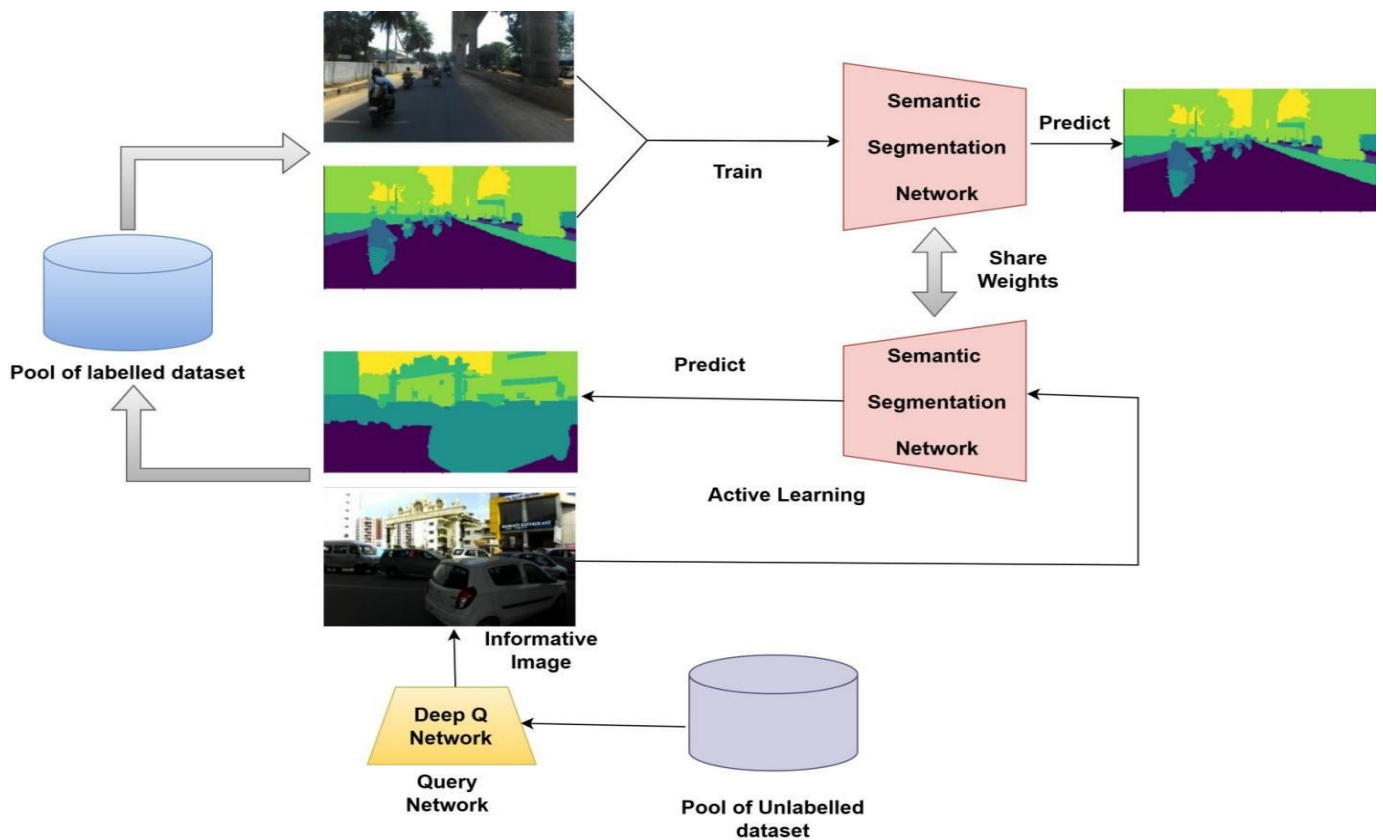 Semantic
Segmentation
Network
Predict
Train
Share
Weights
Pool of labelled dataset
Predict
Semantic
Segmentation
Network
Active Learning
Informative
Image
Deep Q
Network
Query
Network
Pool of Unlabelled
dataset